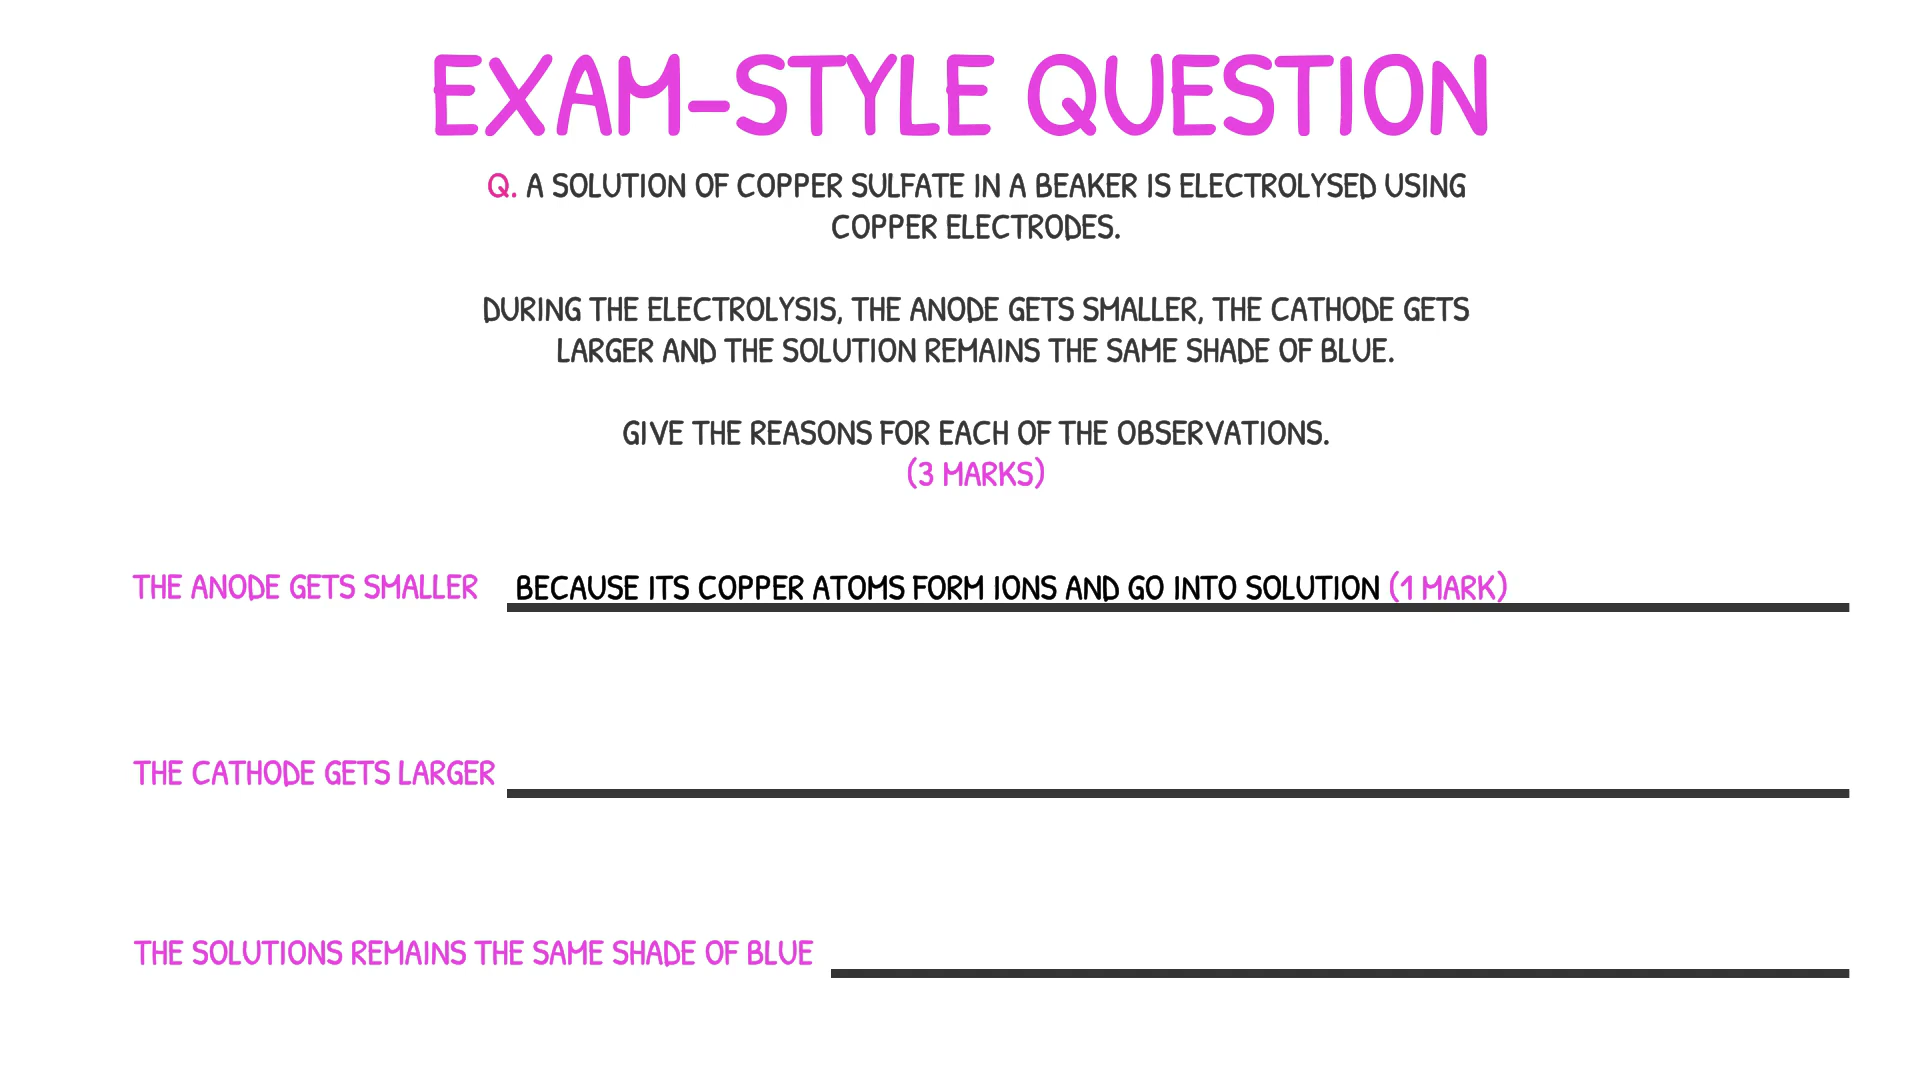 EXAM-STYLE QUESTION
Q. A SOLUTION OF COPPER SULFATE IN A BEAKER IS ELECTROLYSED USING
COPPER ELECTRODES.
DURING THE ELECTROLYSIS, THE ANODE GETS SMALLER, THE CATHODE GETS
LARGER AND THE SOLUTION REMAINS THE SAME SHADE OF BLUE.
GIVE THE REASONS FOR EACH OF THE OBSERVATIONS.
(3 MARKS)
THE ANODE GETS SMALLER BECAUSE ITS COPPER ATOMS FORM IONS AND GO INTO SOLUTION (1 MARK)
THE CATHODE GETS LARGER
THE SOLUTIONS REMAINS THE SAME SHADE OF BLUE